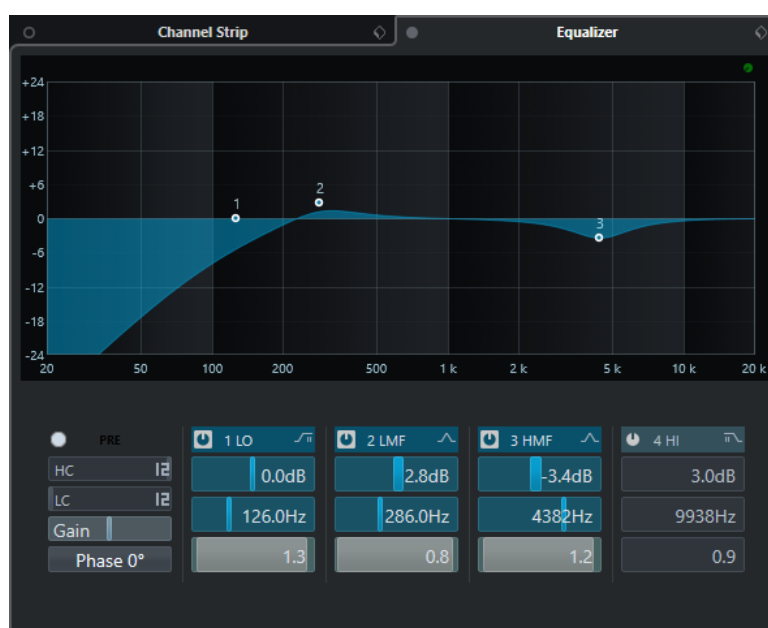 Channel Strip
Equalizer
+24
+18
+12
+6
0
-6
-12
-18
-24
1
2
3
20 50 100 200 500 1 k 2 k 5 k 10 k 20 k
PRE 1 LO 2 LMF 3 HMF 4 HI
HC 12 0.0dB 2.8dB -3.4dB 3.0dB
LC 12 126.0Hz 286.0Hz 4382Hz 9938Hz
Gain
Phase 0° 1.3 0.8 1.2 0.9